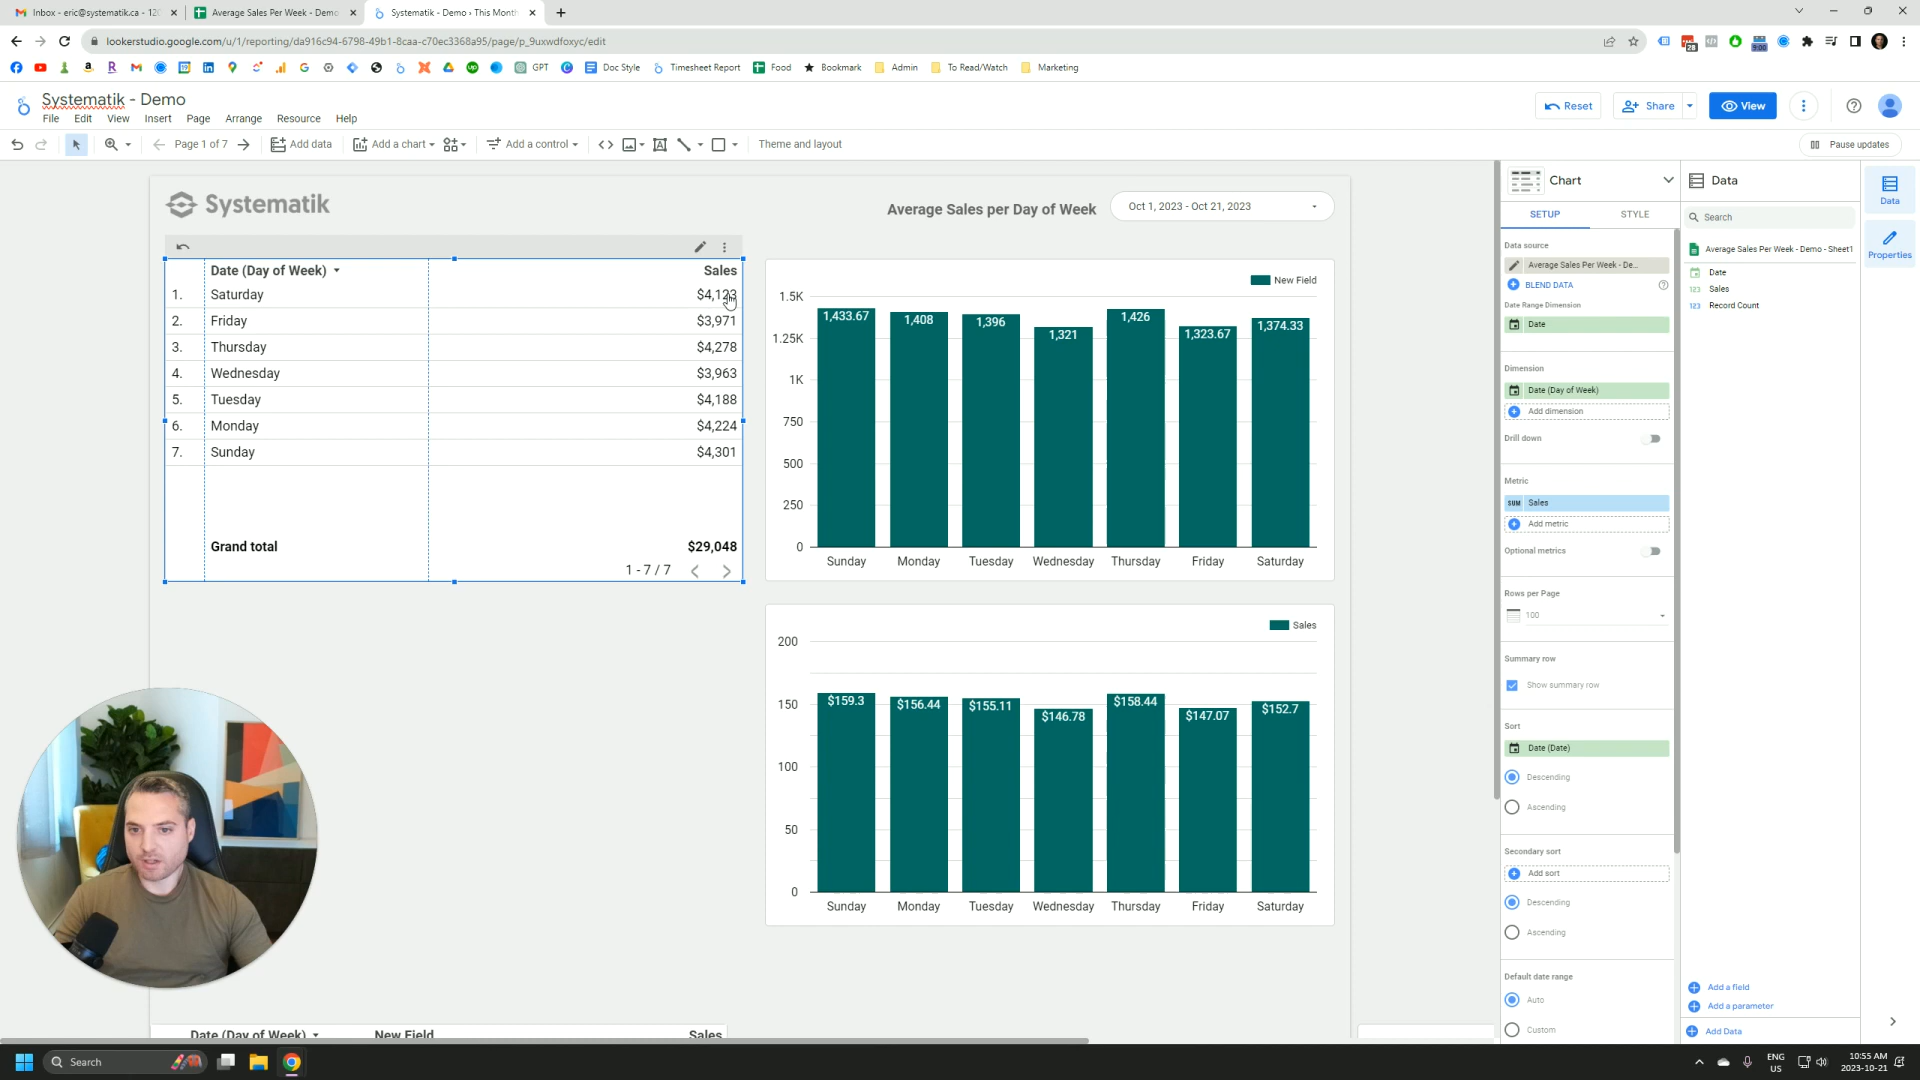 Inbox - eric@systematik.ca - 120
Average Sales Per Week - Demo
Systematik - Demo › This Month
lookerstudio.google.com/u/1/reporting/da916c94-6798-49b1-8caa-c70ec3368a95/page/p_9uxwdfoxyc/edit
28
9:00
GPT
Doc Style
Timesheet Report
Food
Bookmark
Admin
To Read/Watch
Marketing
Systematik - Demo
Reset
Share
View
File Edit View Insert Page Arrange Resource Help
Page 1 of 7
Add data
Add a chart
Add a control
Theme and layout
Pause updates
Systematik
Average Sales per Day of Week
Oct 1, 2023 - Oct 21, 2023
Date (Day of Week) Sales
1. Saturday $4,123
2. Friday $3,971
3. Thursday $4,278
4. Wednesday $3,963
5. Tuesday $4,188
6. Monday $4,224
7. Sunday $4,301
Grand total $29,048
1 - 7 / 7
New Field
1.5K
1.25K
1K
750
500
250
0
1,433.67 1,408 1,396 1,321 1,426 1,323.67 1,374.33
Sunday Monday Tuesday Wednesday Thursday Friday Saturday
Sales
200
150
100
50
0
$159.3 $156.44 $155.11 $146.78 $158.44 $147.07 $152.7
Sunday Monday Tuesday Wednesday Thursday Friday Saturday
Date (Day of Week) New Field Sales
Chart
SETUP STYLE
Data source
Average Sales Per Week - De...
BLEND DATA
Date Range Dimension
Date
Dimension
Date (Day of Week)
Add dimension
Drill down
Metric
SUM Sales
Add metric
Optional metrics
Rows per Page
100
Summary row
Show summary row
Sort
Date (Date)
Descending
Ascending
Secondary sort
Add sort
Descending
Ascending
Default date range
Auto
Custom
Data
Search
Average Sales Per Week - Demo - Sheet1
Date
123 Sales
123 Record Count
Add a field
Add a parameter
Add Data
Data
Properties
Search
ENG
US
10:55 AM
2023-10-21